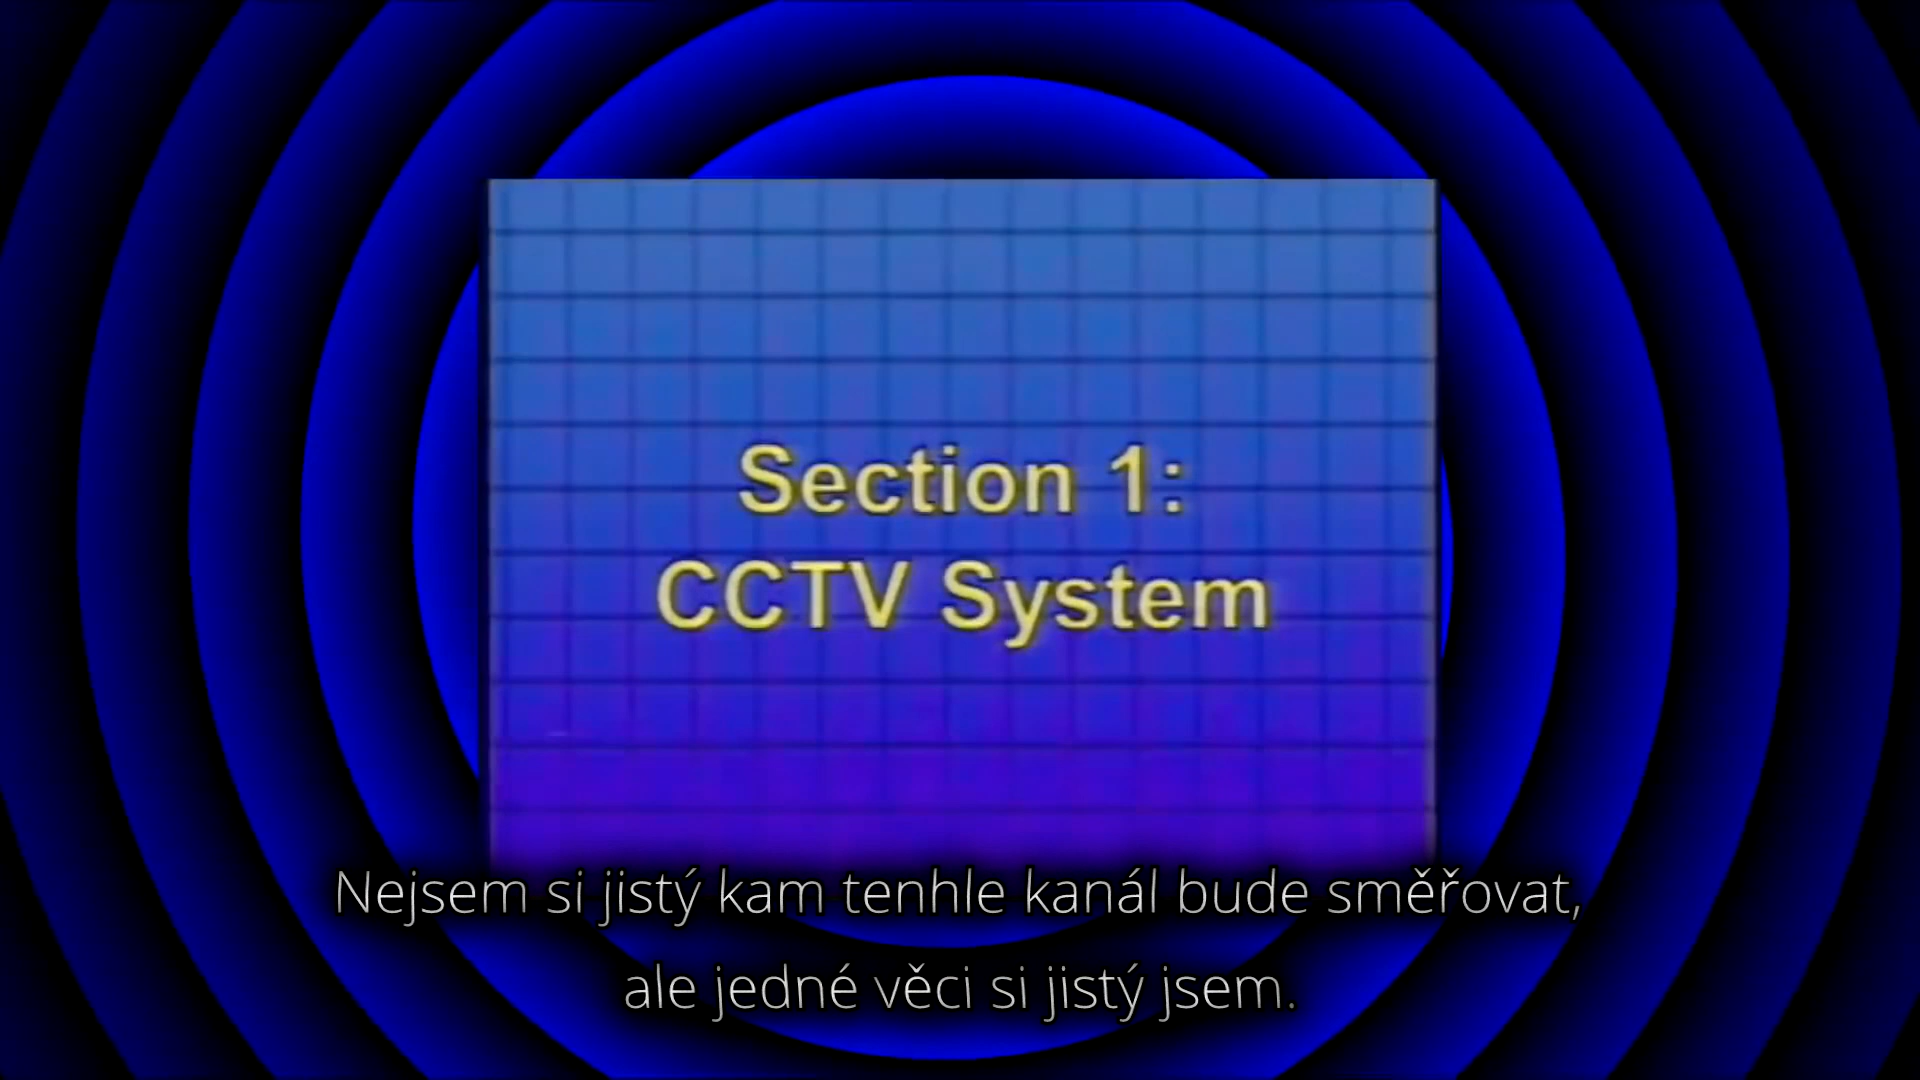 Section 1:
CCTV System
Nejsem si jistý kam tenhle kanál bude směřovat,
ale jedné věci si jistý jsem.